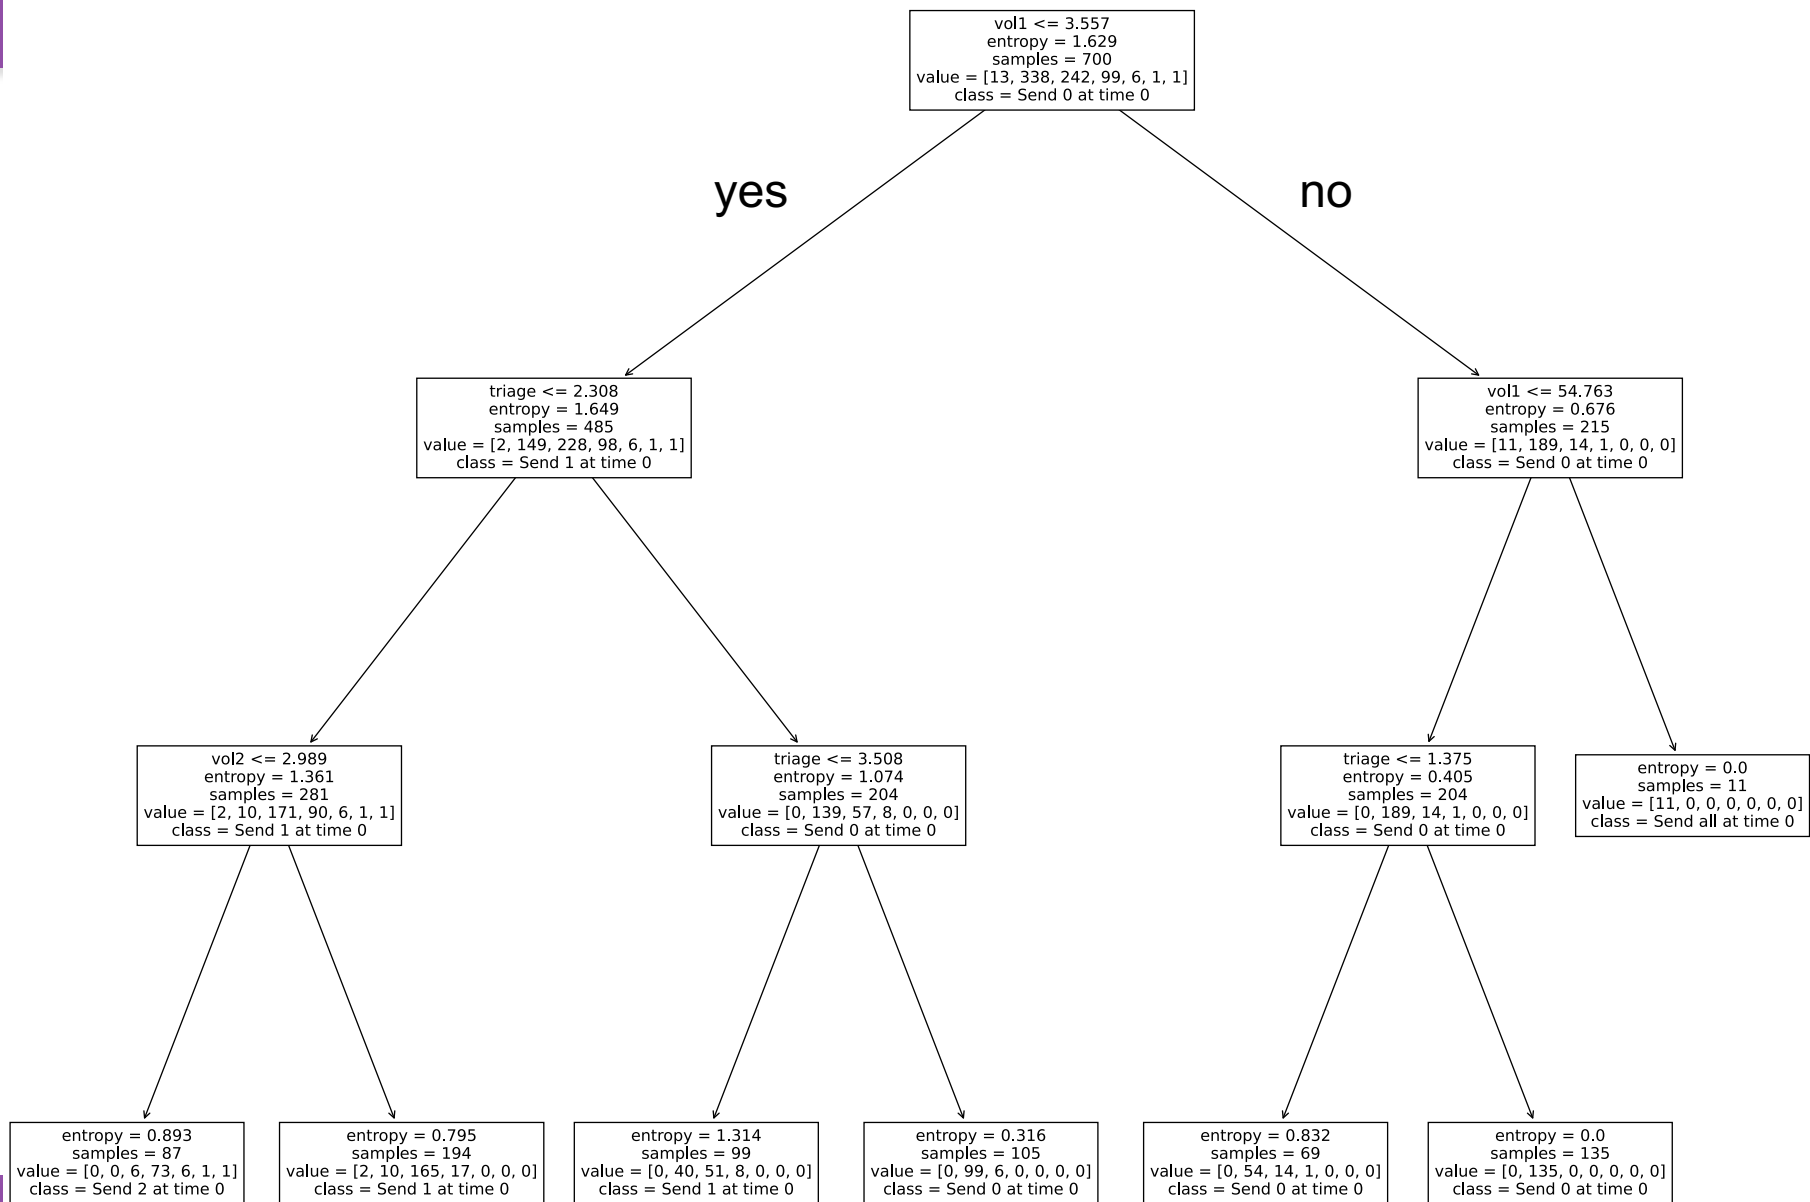 vol1 <= 3.557
entropy = 1.629
samples = 700
value = [13, 338, 242, 99, 6, 1, 1]
class = Send 0 at time 0
yes
no
triage <= 2.308
entropy = 1.649
samples = 485
value = [2, 149, 228, 98, 6, 1, 1]
class = Send 1 at time 0
vol1 <= 54.763
entropy = 0.676
samples = 215
value = [11, 189, 14, 1, 0, 0, 0]
class = Send 0 at time 0
vol2 <= 2.989
entropy = 1.361
samples = 281
value = [2, 10, 171, 90, 6, 1, 1]
class = Send 1 at time 0
triage <= 3.508
entropy = 1.074
samples = 204
value = [0, 139, 57, 8, 0, 0, 0]
class = Send 0 at time 0
triage <= 1.375
entropy = 0.405
samples = 204
value = [0, 189, 14, 1, 0, 0, 0]
class = Send 0 at time 0
entropy = 0.0
samples = 11
value = [11, 0, 0, 0, 0, 0, 0]
class = Send all at time 0
entropy = 0.893
samples = 87
value = [0, 0, 6, 73, 6, 1, 1]
class = Send 2 at time 0
entropy = 0.795
samples = 194
value = [2, 10, 165, 17, 0, 0, 0]
class = Send 1 at time 0
entropy = 1.314
samples = 99
value = [0, 40, 51, 8, 0, 0, 0]
class = Send 1 at time 0
entropy = 0.316
samples = 105
value = [0, 99, 6, 0, 0, 0, 0]
class = Send 0 at time 0
entropy = 0.832
samples = 69
value = [0, 54, 14, 1, 0, 0, 0]
class = Send 0 at time 0
entropy = 0.0
samples = 135
value = [0, 135, 0, 0, 0, 0, 0]
class = Send 0 at time 0